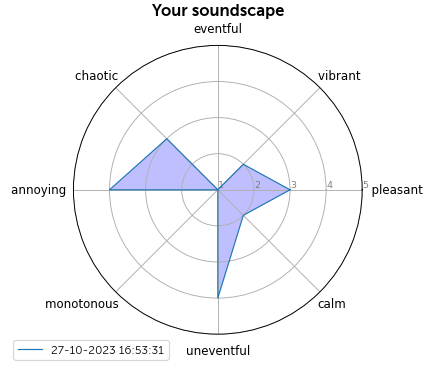 Your soundscape
eventful
chaotic
vibrant
annoying
1
2
3
4
5
pleasant
monotonous
calm
27-10-2023 16:53:31
uneventful